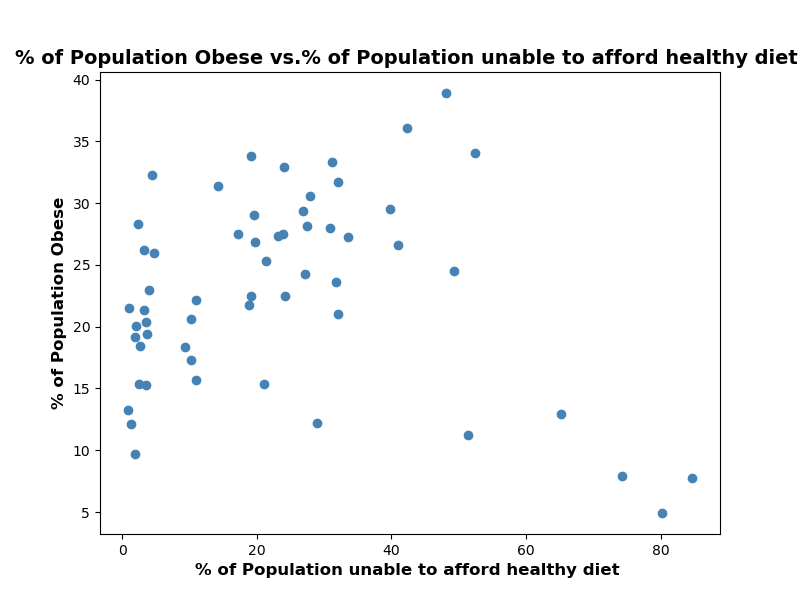 % of Population Obese vs.% of Population unable to afford healthy diet
40
35
30
25
20
15
10
5
% of Population Obese
0 20 40 60 80
% of Population unable to afford healthy diet